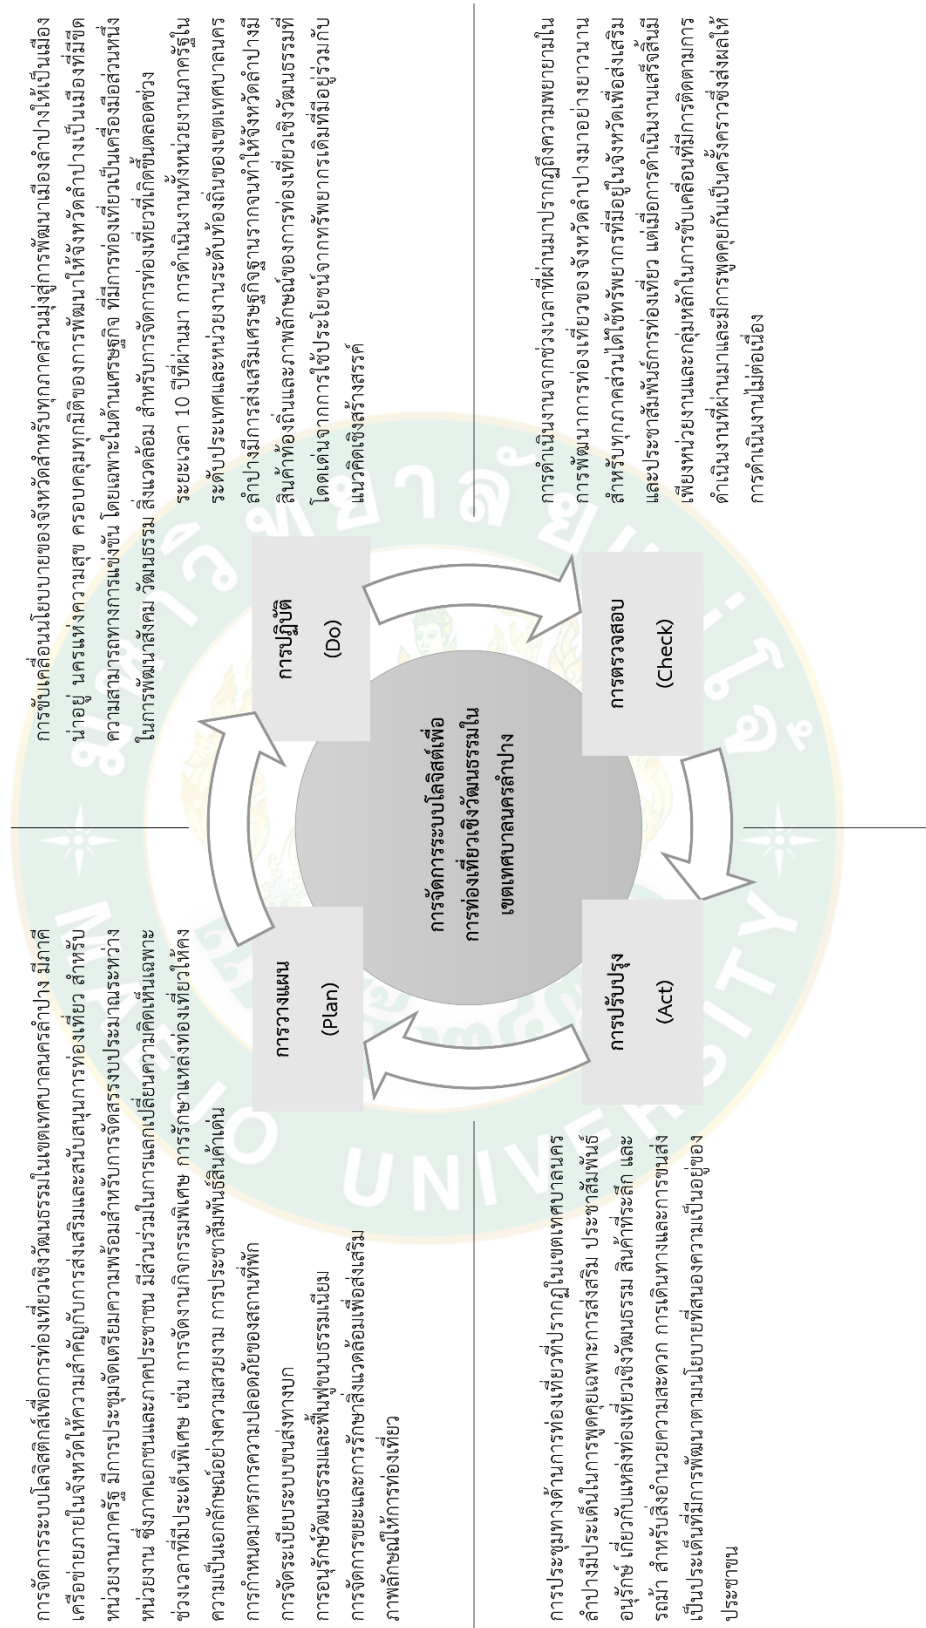 การจัดการระบบโลจิสติกส์เพื่อการท่องเที่ยวเชิงวัฒนธรรมในเขตเทศบาลนครลำปาง มีภาคี
เครือข่ายภายในจังหวัดให้ความสำคัญกับการส่งเสริมและสนับสนุนการท่องเที่ยว สำหรับ
หน่วยงานภาครัฐ มีการประชุมจัดเตรียมความพร้อมสำหรับการจัดสรรงบประมาณระหว่าง
หน่วยงาน ซึ่งภาคเอกชนและภาคประชาชน มีส่วนร่วมในการแลกเปลี่ยนความคิดเห็นเฉพาะ
ช่วงเวลาที่มีประเด็นพิเศษ เช่น การจัดงานกิจกรรมพิเศษ การรักษาแหล่งท่องเที่ยวให้คง
ความเป็นเอกลักษณ์อย่างความสวยงาม การประชาสัมพันธ์สินค้าเด่น
การกำหนดมาตรการความปลอดภัยของสถานที่พัก
การจัดระเบียบระบบขนส่งทางบก
การอนุรักษ์วัฒนธรรมและฟื้นฟูขนบธรรมเนียม
การจัดการขยะและการรักษาสิ่งแวดล้อมเพื่อส่งเสริม
ภาพลักษณ์ให้การท่องเที่ยว
การขับเคลื่อนนโยบายของจังหวัดสำหรับทุกภาคส่วนมุ่งสู่การพัฒนาเมืองลำปางให้เป็นเมือง
น่าอยู่ นครแห่งความสุข ครอบคลุมทุกมิติของการพัฒนาให้จังหวัดลำปางเป็นเมืองที่มีขีด
ความสามารถทางการแข่งขัน โดยเฉพาะในด้านเศรษฐกิจ ที่มีการท่องเที่ยวเป็นเครื่องมือส่วนหนึ่ง
ในการพัฒนาสังคม วัฒนธรรม สิ่งแวดล้อม สำหรับการจัดการท่องเที่ยวที่เกิดขึ้นตลอดช่วง
ระยะเวลา 10 ปีที่ผ่านมา การดำเนินงานทั้งหน่วยงานภาครัฐใน
ระดับประเทศและหน่วยงานระดับท้องถิ่นของเขตเทศบาลนคร
ลำปางมีการส่งเสริมเศรษฐกิจฐานรากจนทำให้จังหวัดลำปางมี
สินค้าท้องถิ่นและภาพลักษณ์ของการท่องเที่ยวเชิงวัฒนธรรมที่
โดดเด่นจากการใช้ประโยชน์จากทรัพยากรเดิมที่มีอยู่ร่วมกับ
แนวคิดเชิงสร้างสรรค์
การวางแผน
(Plan)
การปฏิบัติ
(Do)
การจัดการระบบโลจิสต์เพื่อ
การท่องเที่ยวเชิงวัฒนธรรมใน
เขตเทศบาลนครลำปาง
การปรับปรุง
(Act)
การตรวจสอบ
(Check)
การประชุมทางด้านการท่องเที่ยวที่ปรากฏในเขตเทศบาลนคร
ลำปางมีประเด็นในการพูดคุยเฉพาะการส่งเสริม ประชาสัมพันธ์
อนุรักษ์ เกี่ยวกับแหล่งท่องเที่ยวเชิงวัฒนธรรม สินค้าที่ระลึก และ
รถม้า สำหรับสิ่งอำนวยความสะดวก การเดินทางและการขนส่ง
เป็นประเด็นที่มีการพัฒนาตามนโยบายที่สนองความเป็นอยู่ของ
ประชาขน
การดำเนินงานจากช่วงเวลาที่ผ่านมาปรากฏถึงความพยายามใน
การพัฒนาการท่องเที่ยวของจังหวัดลำปางมาอย่างยาวนาน
สำหรับทุกภาคส่วนได้ใช้ทรัพยากรที่มีอยู่ในจังหวัดเพื่อส่งเสริม
และประชาสัมพันธ์การท่องเที่ยว แต่เมื่อการดำเนินงานเสร็จสิ้นมี
เพียงหน่วยงานและกลุ่มหลักในการขับเคลื่อนที่มีการติดตามการ
ดำเนินงานที่ผ่านมาและมีการพูดคุยกันเป็นครั้งคราวซึ่งส่งผลให้
การดำเนินงานไม่ต่อเนื่อง
มหาวิทยาลัยแม่โจ้
MAEJO UNIVERSITY